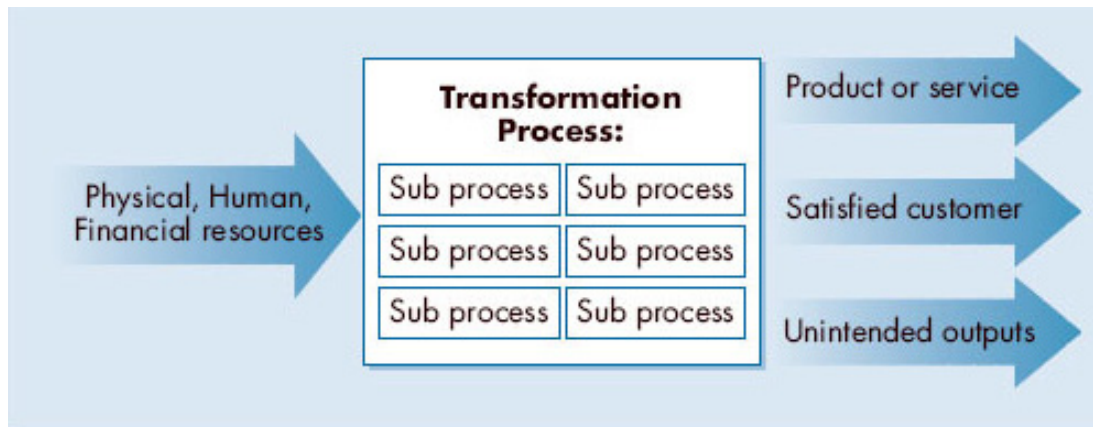 Physical, Human,
Financial resources
Transformation
Process:
Sub process
Sub process
Sub process
Sub process
Sub process
Sub process
Product or service
Satisfied customer
Unintended outputs